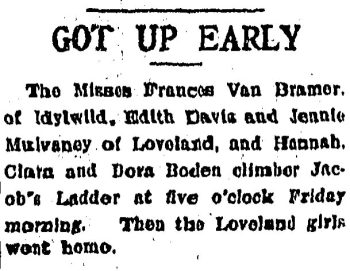 GOT UP EARLY
The Misses Frances Van Bramer,
of Idylwild, Edith Davis and Jennie
Mulvaney of Loveland, and Hannah,
Clara and Dora Boden climber Jac-
ob's Ladder at five o'clock Friday
morning. Then the Loveland girls
went home.